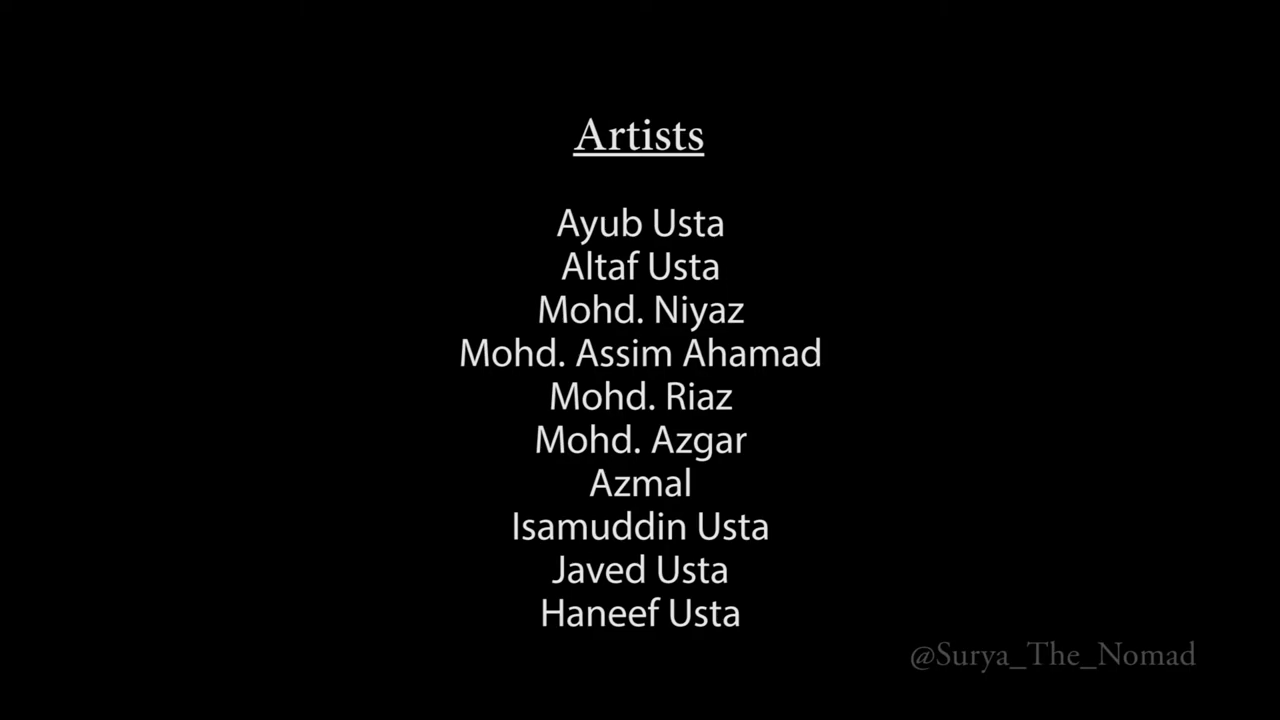 Artists
Ayub Usta
Altaf Usta
Mohd. Niyaz
Mohd. Assim Ahamad
Mohd. Riaz
Mohd. Azgar
Azmal
Isamuddin Usta
Javed Usta
Haneef Usta
@Surya_The_Nomad